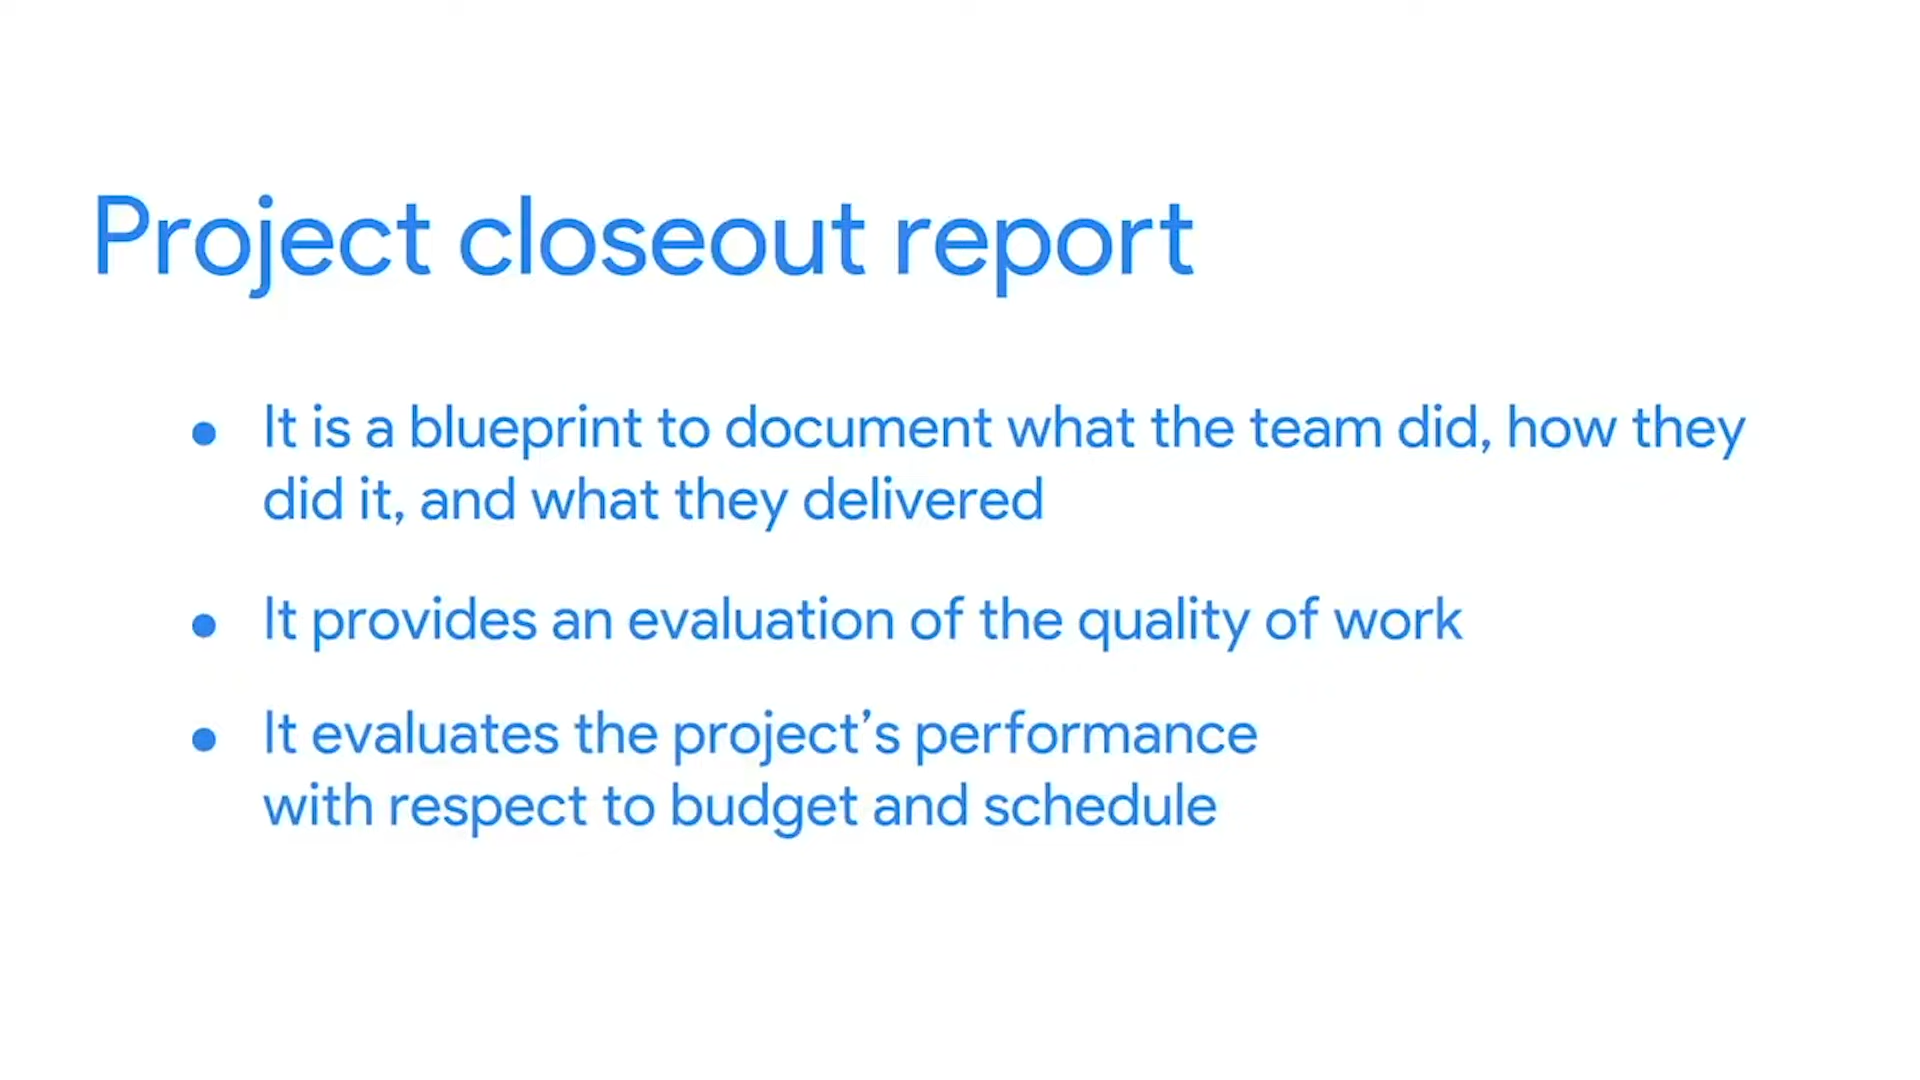 Project closeout report
• It is a blueprint to document what the team did, how they
did it, and what they delivered
• It provides an evaluation of the quality of work
• It evaluates the project’s performance
with respect to budget and schedule